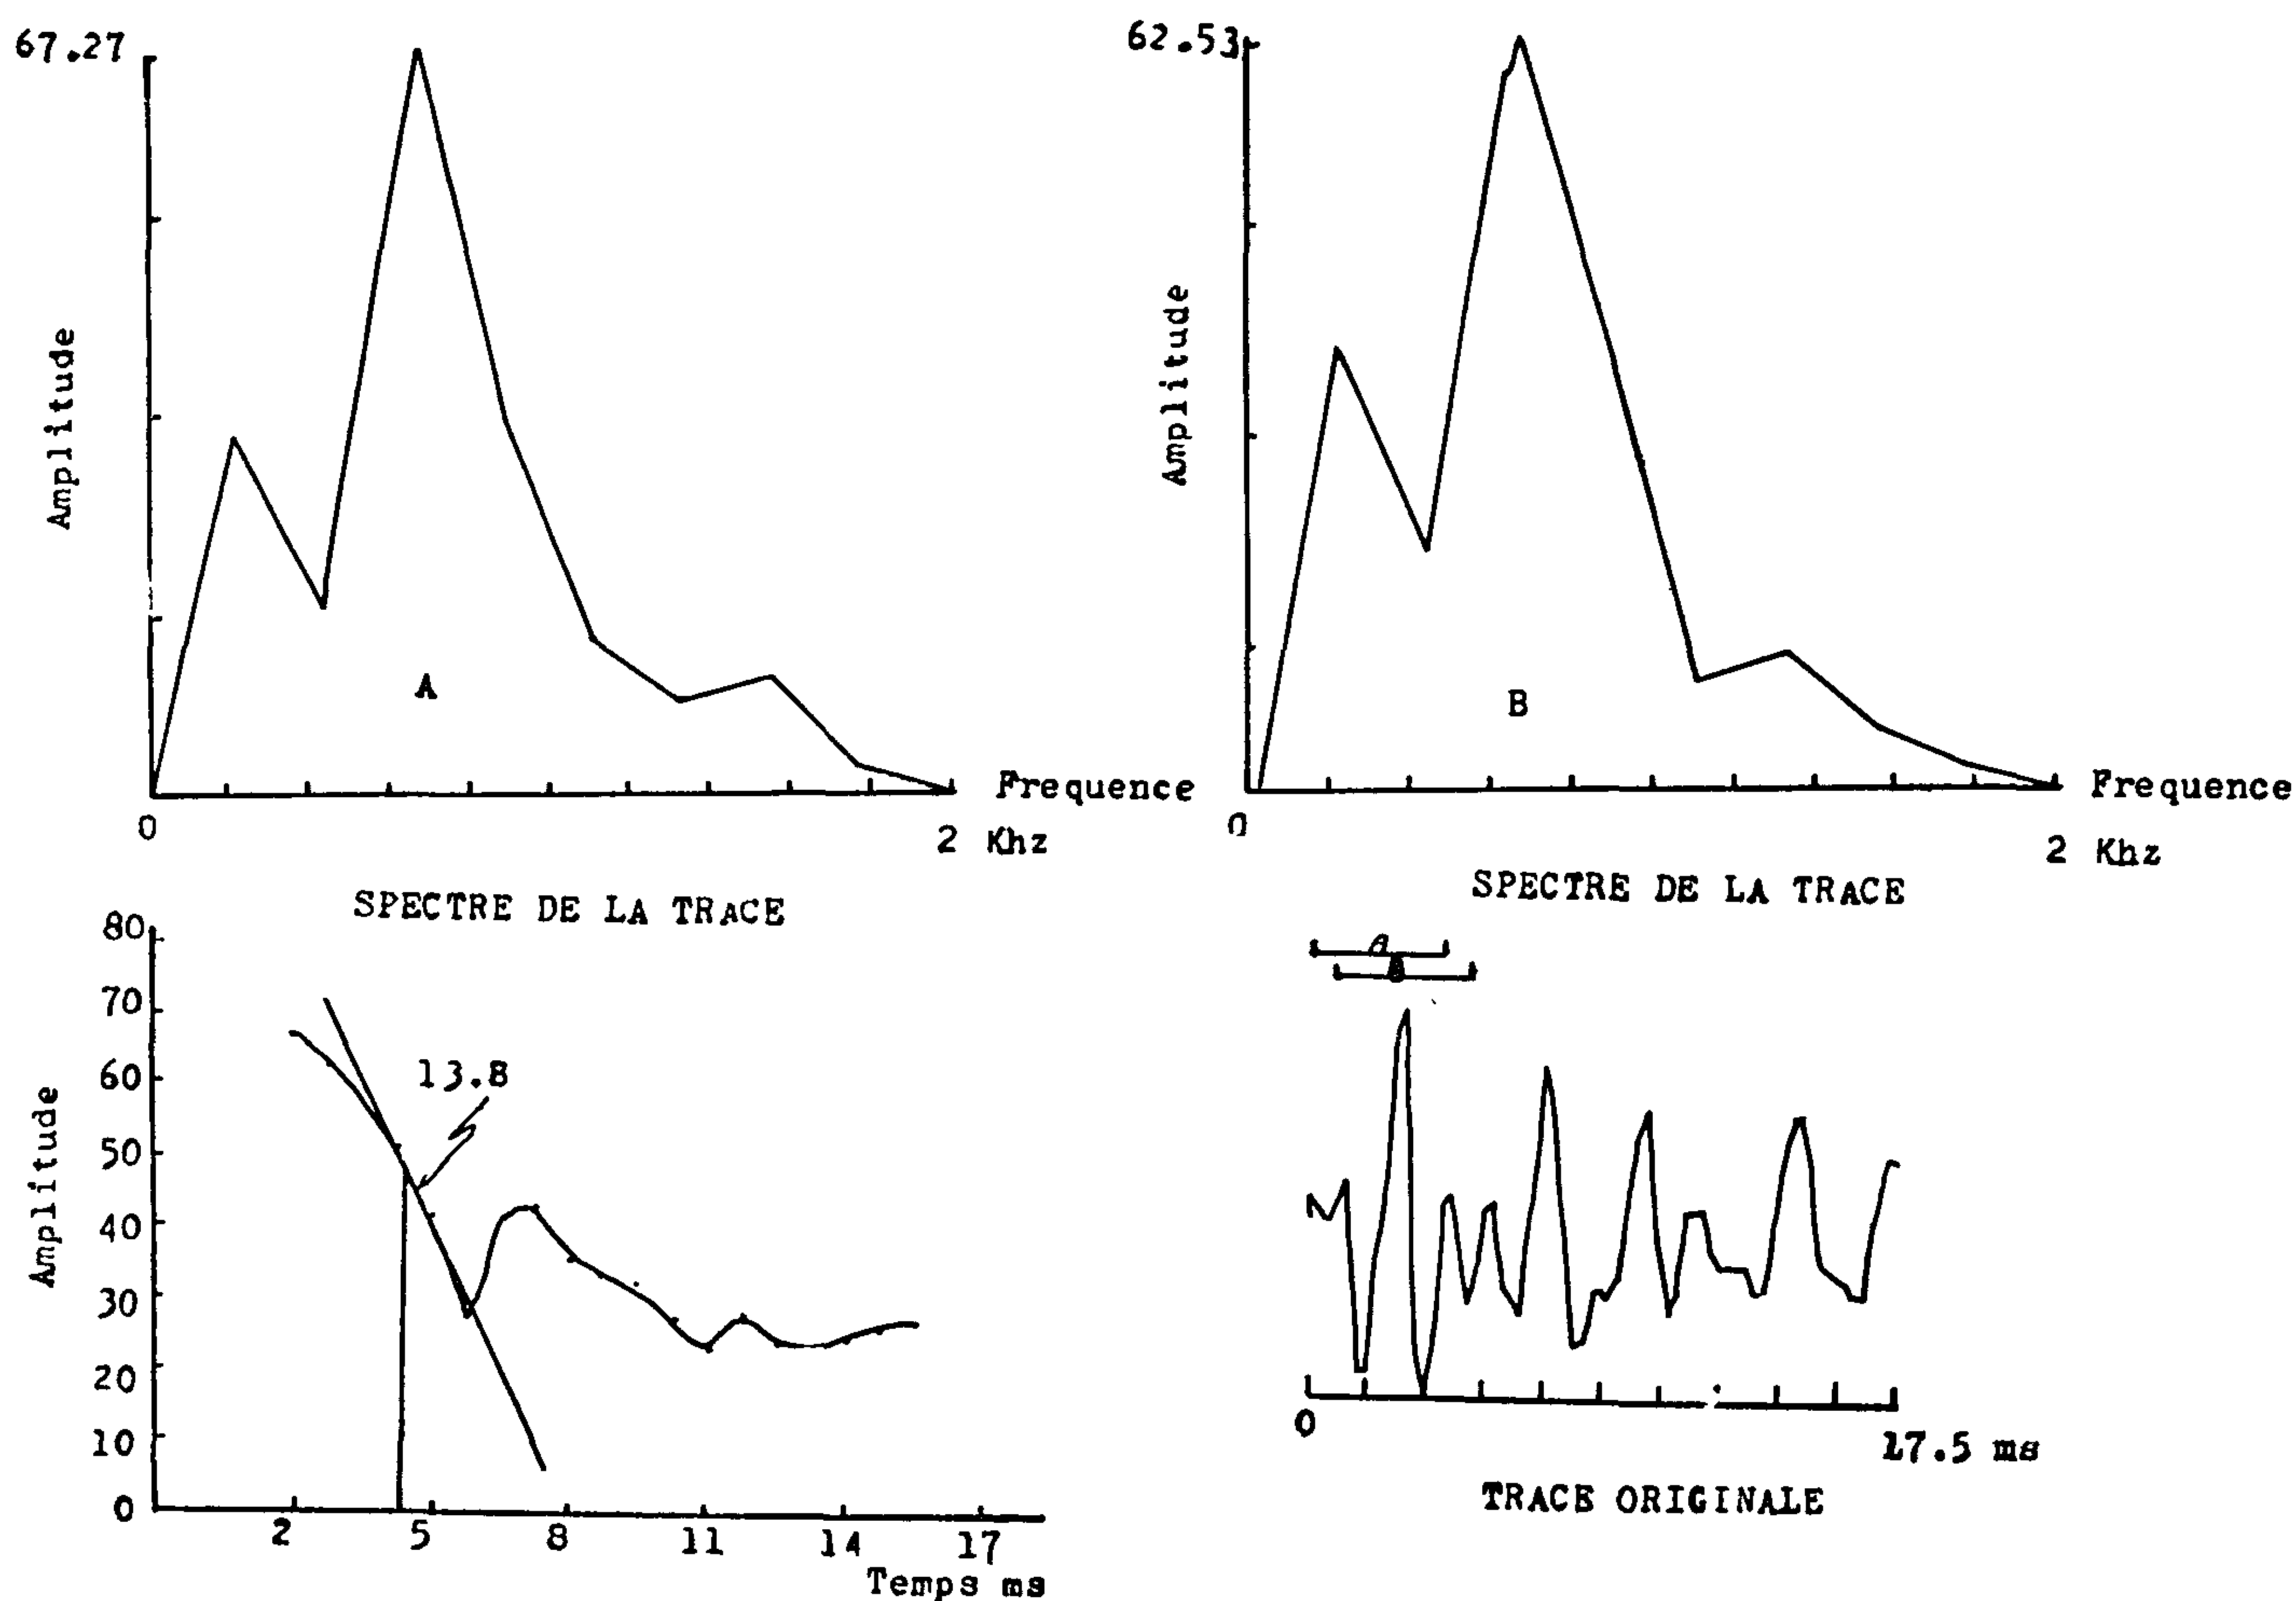 67.27
Amplitude
A
0
2 Khz
Frequence
SPECTRE DE LA TRACE
62.53
Amplitude
B
0
2 Khz
Frequence
SPECTRE DE LA TRACE
80
70
60
50
40
30
20
10
0
Amplitude
13.8
2 5 8 11 14 17
Temps ms
A
B
0
17.5 ms
TRACE ORIGINALE